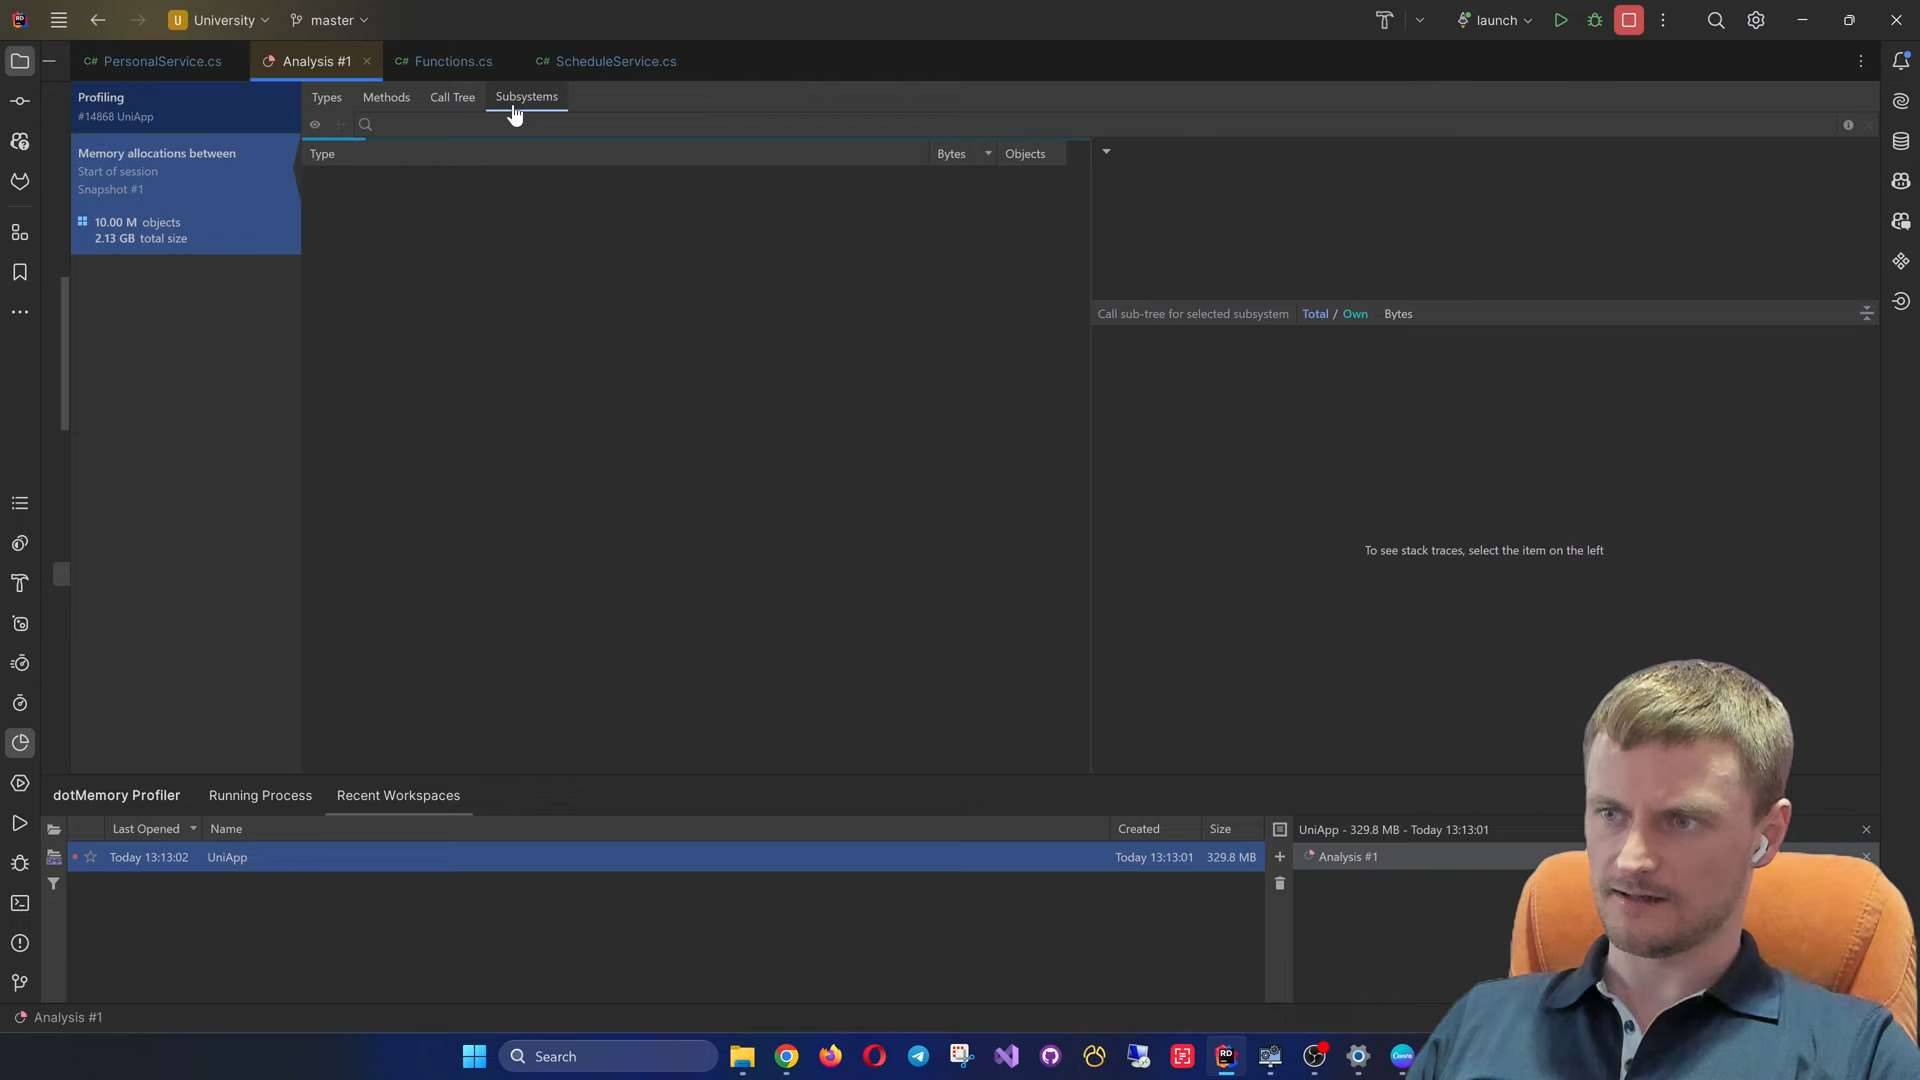 U University master launch
C# PersonalService.cs Analysis #1 C# Functions.cs C# ScheduleService.cs
Profiling
#14868 UniApp
Types Methods Call Tree Subsystems
Memory allocations between
Start of session
Snapshot #1
10.00 M objects
2.13 GB total size
Type Bytes Objects
Call sub-tree for selected subsystem Total / Own Bytes
To see stack traces, select the item on the left
dotMemory Profiler Running Process Recent Workspaces
Last Opened Name Created Size
Today 13:13:02 UniApp Today 13:13:01 329.8 MB
UniApp - 329.8 MB - Today 13:13:01
Analysis #1
Analysis #1
Search
RD
Canva